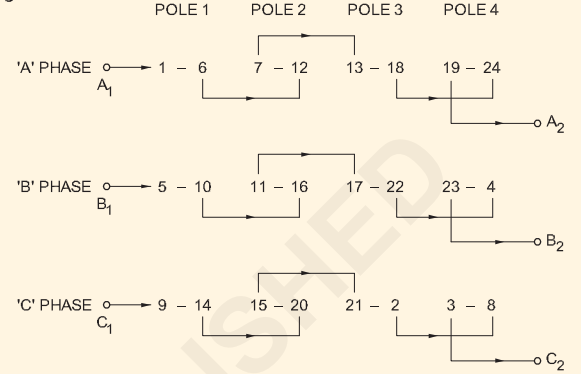 POLE 1 POLE 2 POLE 3 POLE 4
'A' PHASE 1 – 6 7 – 12 13 – 18 19 – 24
A1
A2
'B' PHASE 5 – 10 11 – 16 17 – 22 23 – 4
B1
B2
'C' PHASE 9 – 14 15 – 20 21 – 2 3 – 8
C1
C2
ISHED